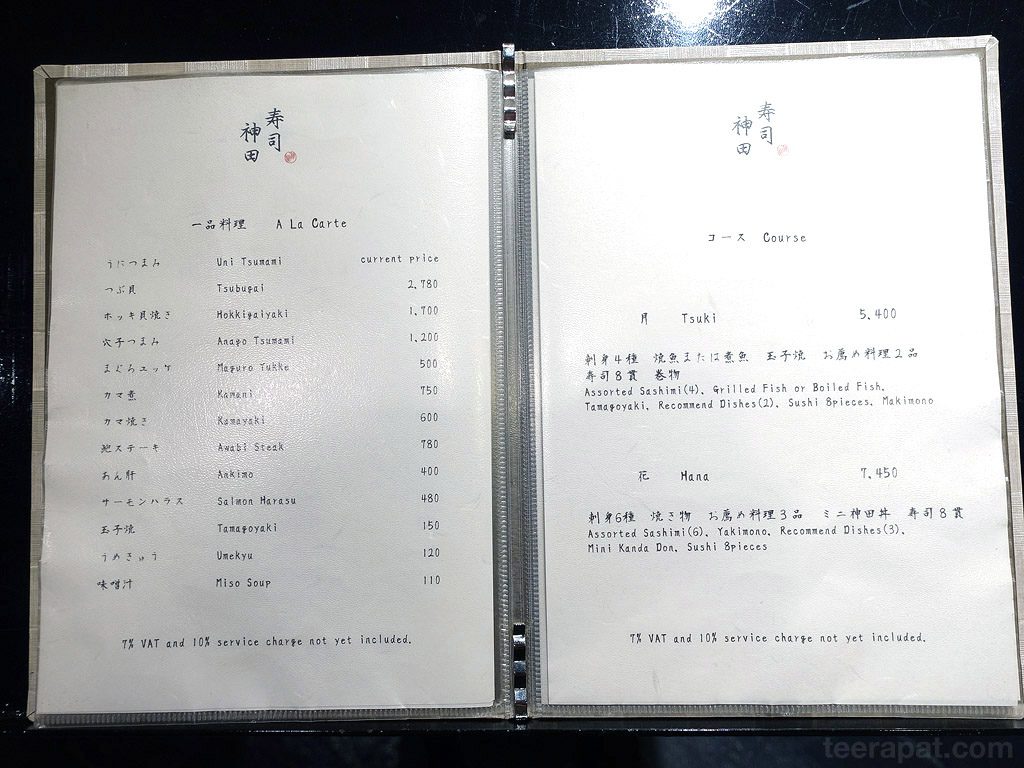 寿司
神田
一品料理 A La Carte
うにつまみ Uni Tsumami current price
つぶ貝 Tsubugai 2,780
ホッキ貝焼き Hokkigaiyaki 1,700
穴子つまみ Anago Tsumami 1,200
まぐろユッケ Maguro Yukke 500
カマ煮 Kamani 750
カマ焼き Kamayaki 600
鮑ステーキ Awabi Steak 780
あん肝 Ankimo 400
サーモンハラス Salmon Harasu 480
玉子焼 Tamagoyaki 150
うめきゅう Umekyu 120
味噌汁 Miso Soup 110
7% VAT and 10% service charge not yet included.
寿司
神田
コース Course
月 Tsuki 5,400
刺身4種 焼魚または煮魚 玉子焼 お薦め料理2品
寿司8貫 巻物
Assorted Sashimi(4), Grilled Fish or Boiled Fish,
Tamagoyaki, Recommend Dishes(2), Sushi 8pieces, Makimono
花 Hana 7,450
刺身6種 焼き物 お薦め料理3品 ミニ神田丼 寿司8貫
Assorted Sashimi(6), Yakimono, Recommend Dishes(3),
Mini Kanda Don, Sushi 8pieces
7% VAT and 10% service charge not yet included.
teerapat.com